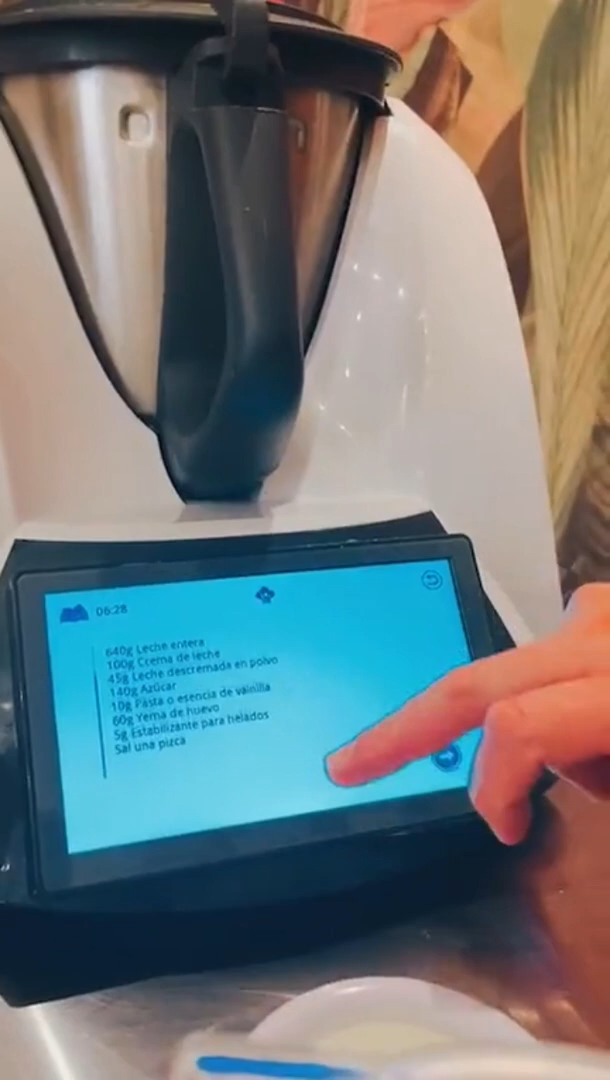 06:28
640g Leche entera
100g Crema de leche
45g Leche descremada en polvo
140g Azúcar
10g Pasta o esencia de vainilla
60g Yema de huevo
5g Estabilizante para helados
Sal una pizca